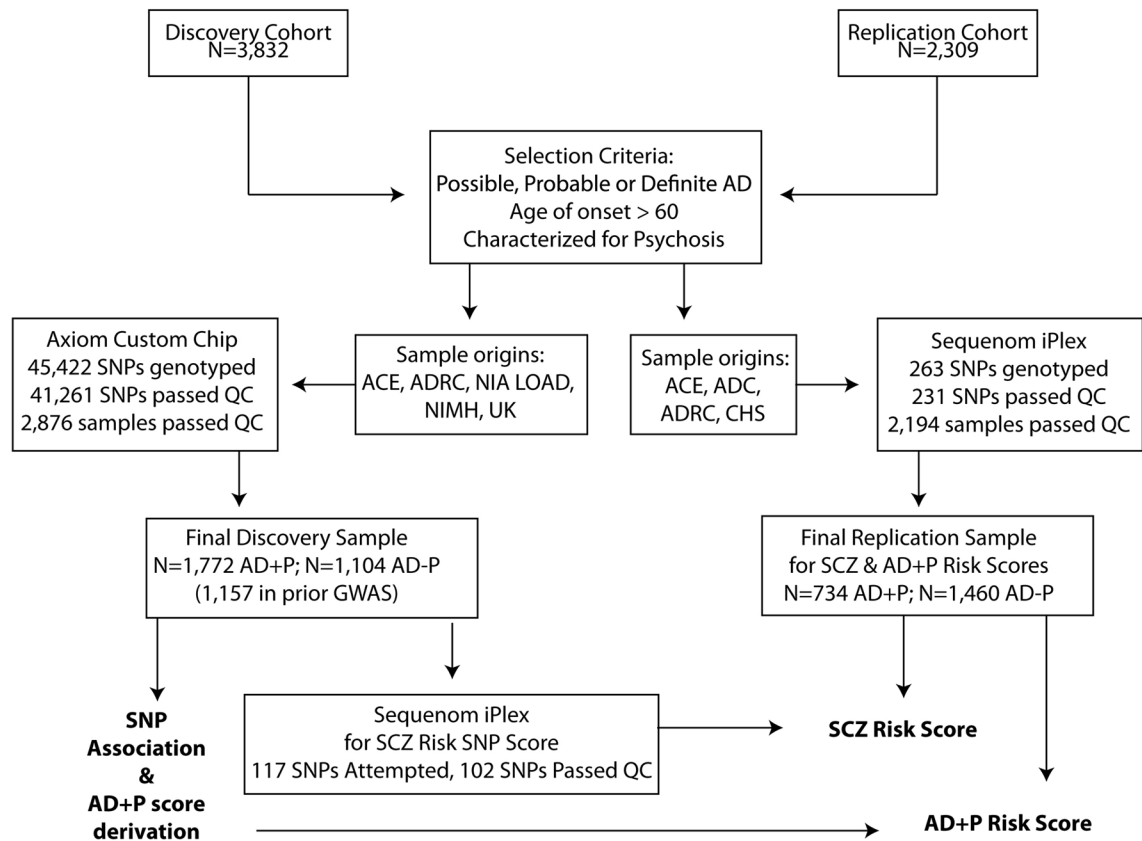 Discovery Cohort
N=3,832
Replication Cohort
N=2,309
Selection Criteria:
Possible, Probable or Definite AD
Age of onset > 60
Characterized for Psychosis
Axiom Custom Chip
45,422 SNPs genotyped
41,261 SNPs passed QC
2,876 samples passed QC
Sample origins:
ACE, ADRC, NIA LOAD,
NIMH, UK
Sample origins:
ACE, ADC,
ADRC, CHS
Sequenom iPlex
263 SNPs genotyped
231 SNPs passed QC
2,194 samples passed QC
Final Discovery Sample
N=1,772 AD+P; N=1,104 AD-P
(1,157 in prior GWAS)
Final Replication Sample
for SCZ & AD+P Risk Scores
N=734 AD+P; N=1,460 AD-P
SNP
Association
&
AD+P score
derivation
Sequenom iPlex
for SCZ Risk SNP Score
117 SNPs Attempted, 102 SNPs Passed QC
SCZ Risk Score
AD+P Risk Score